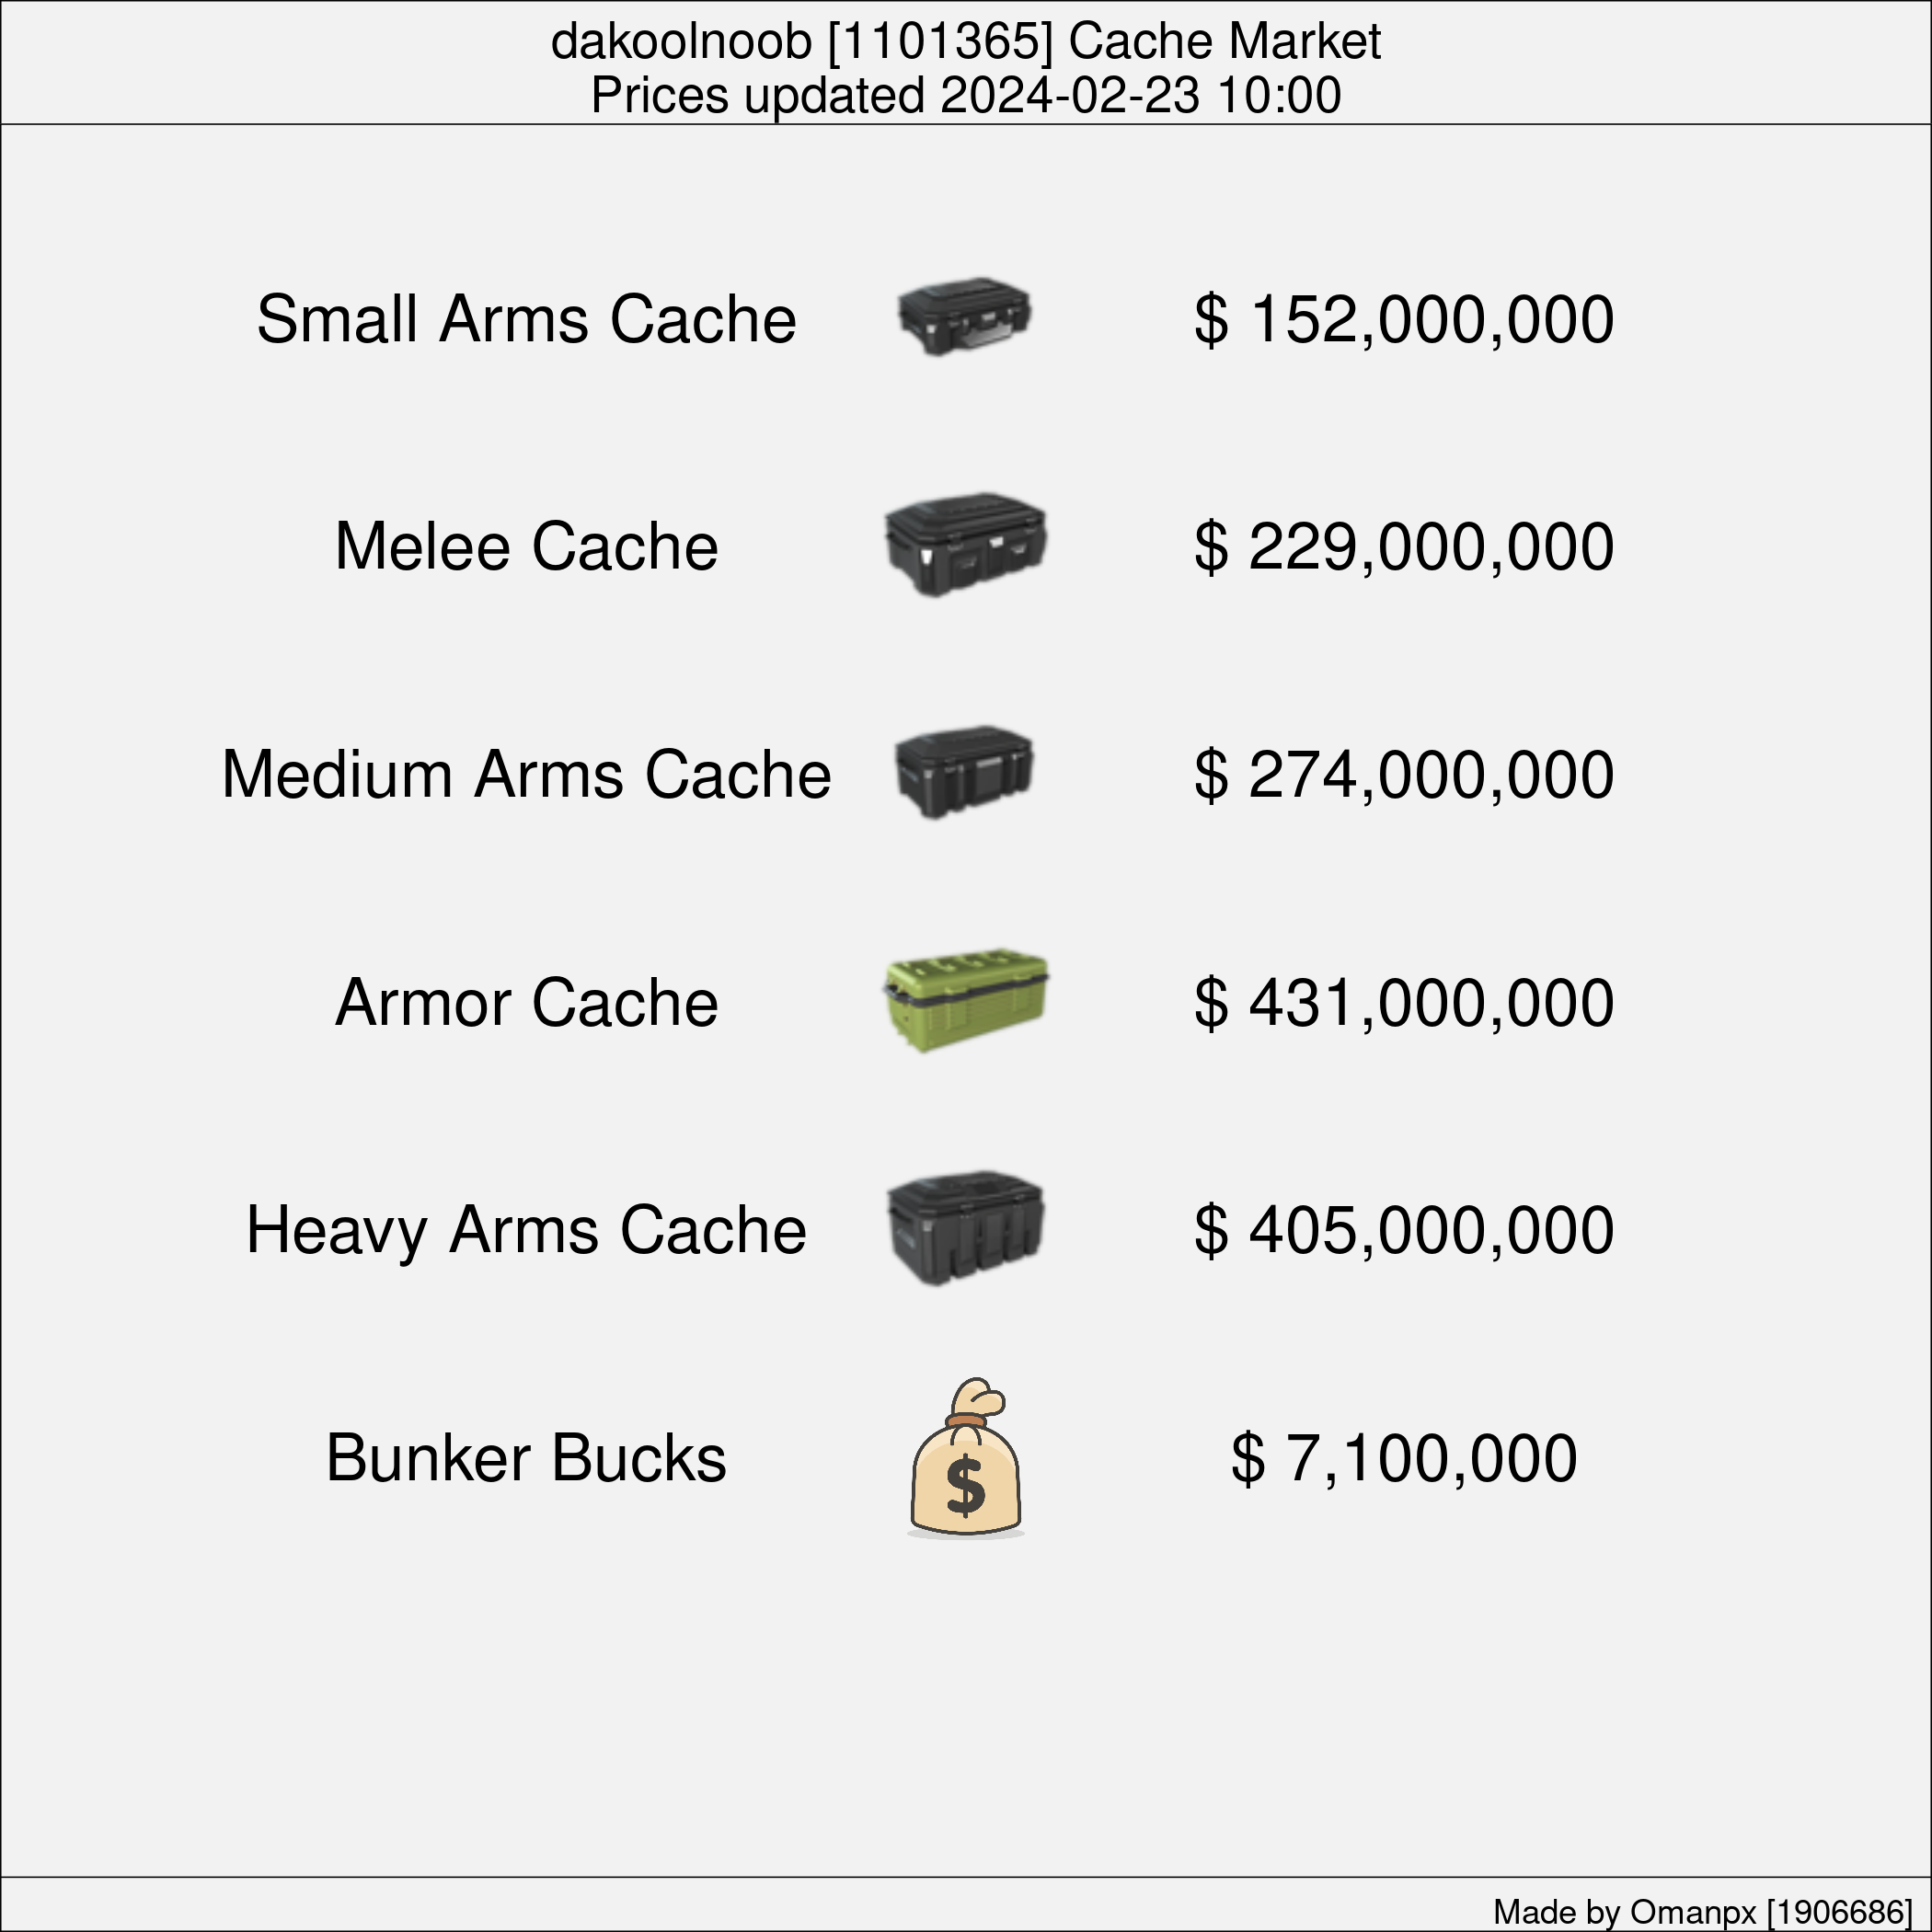 dakoolnoob [1101365] Cache Market
Prices updated 2024-02-23 10:00
Small Arms Cache $ 152,000,000
Melee Cache $ 229,000,000
Medium Arms Cache $ 274,000,000
Armor Cache $ 431,000,000
Heavy Arms Cache $ 405,000,000
Bunker Bucks $ $ 7,100,000
Made by Omanpx [1906686]